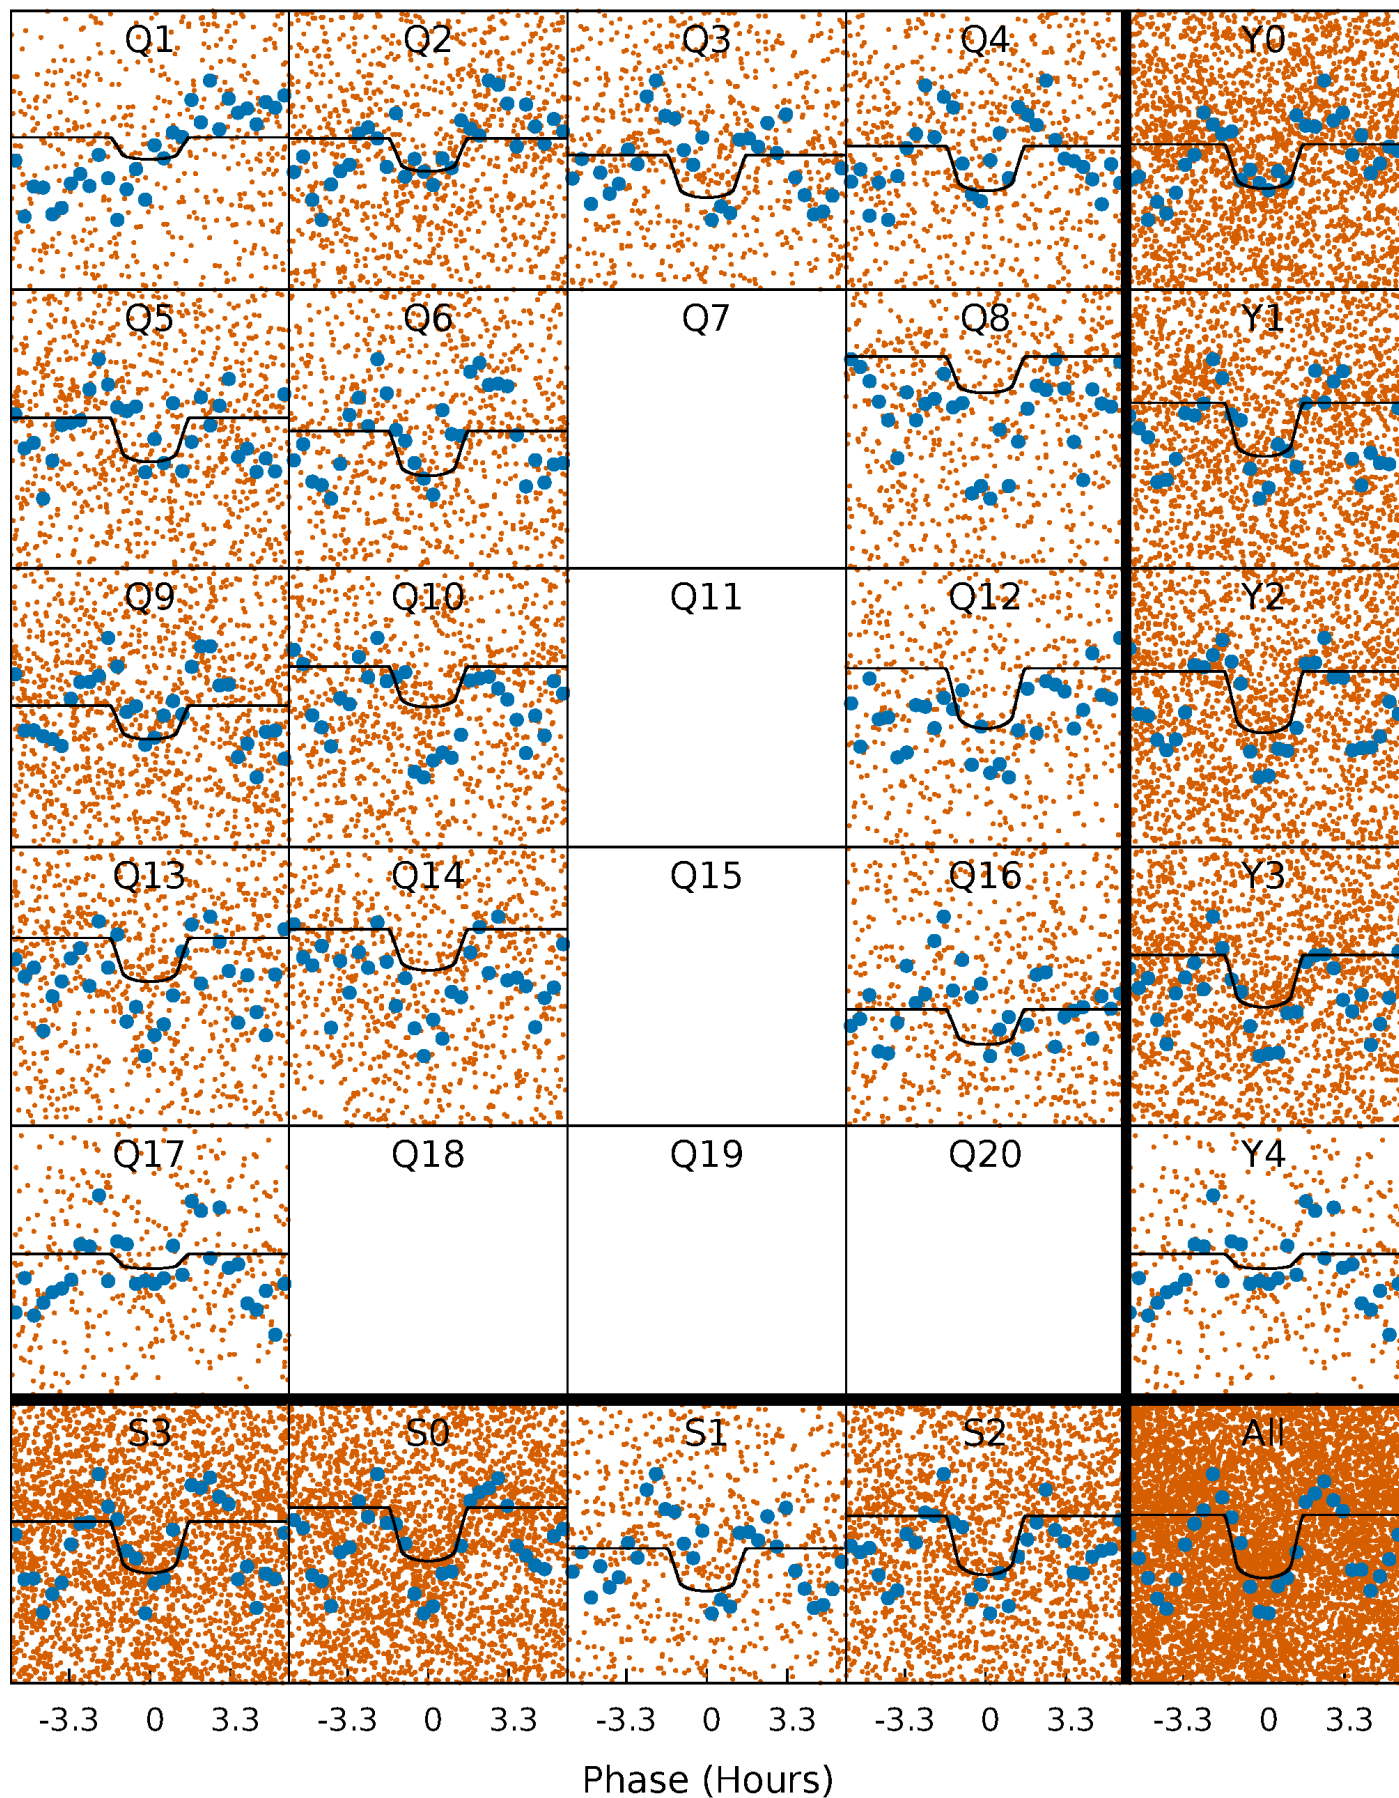 Q1 Q2 Q3 Q4 Y0
Q5 Q6 Q7 Q8 Y1
Q9 Q10 Q11 Q12 Y2
Q13 Q14 Q15 Q16 Y3
Q17 Q18 Q19 Q20 Y4
S3 S0 S1 S2 All
-3.3 0 3.3 -3.3 0 3.3 -3.3 0 3.3 -3.3 0 3.3 -3.3 0 3.3
Phase (Hours)